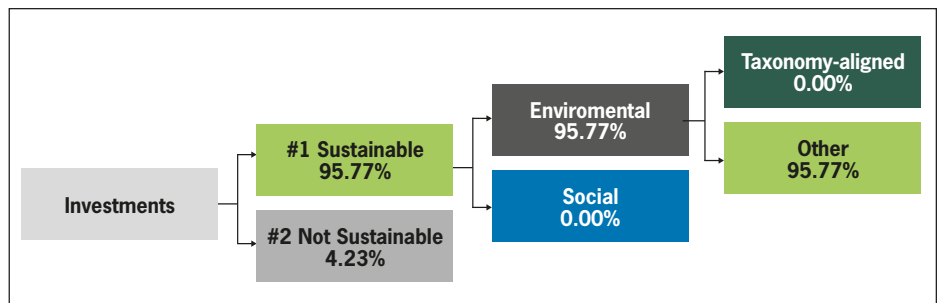 Investments
#1 Sustainable
95.77%
#2 Not Sustainable
4.23%
Enviromental
95.77%
Social
0.00%
Taxonomy-aligned
0.00%
Other
95.77%